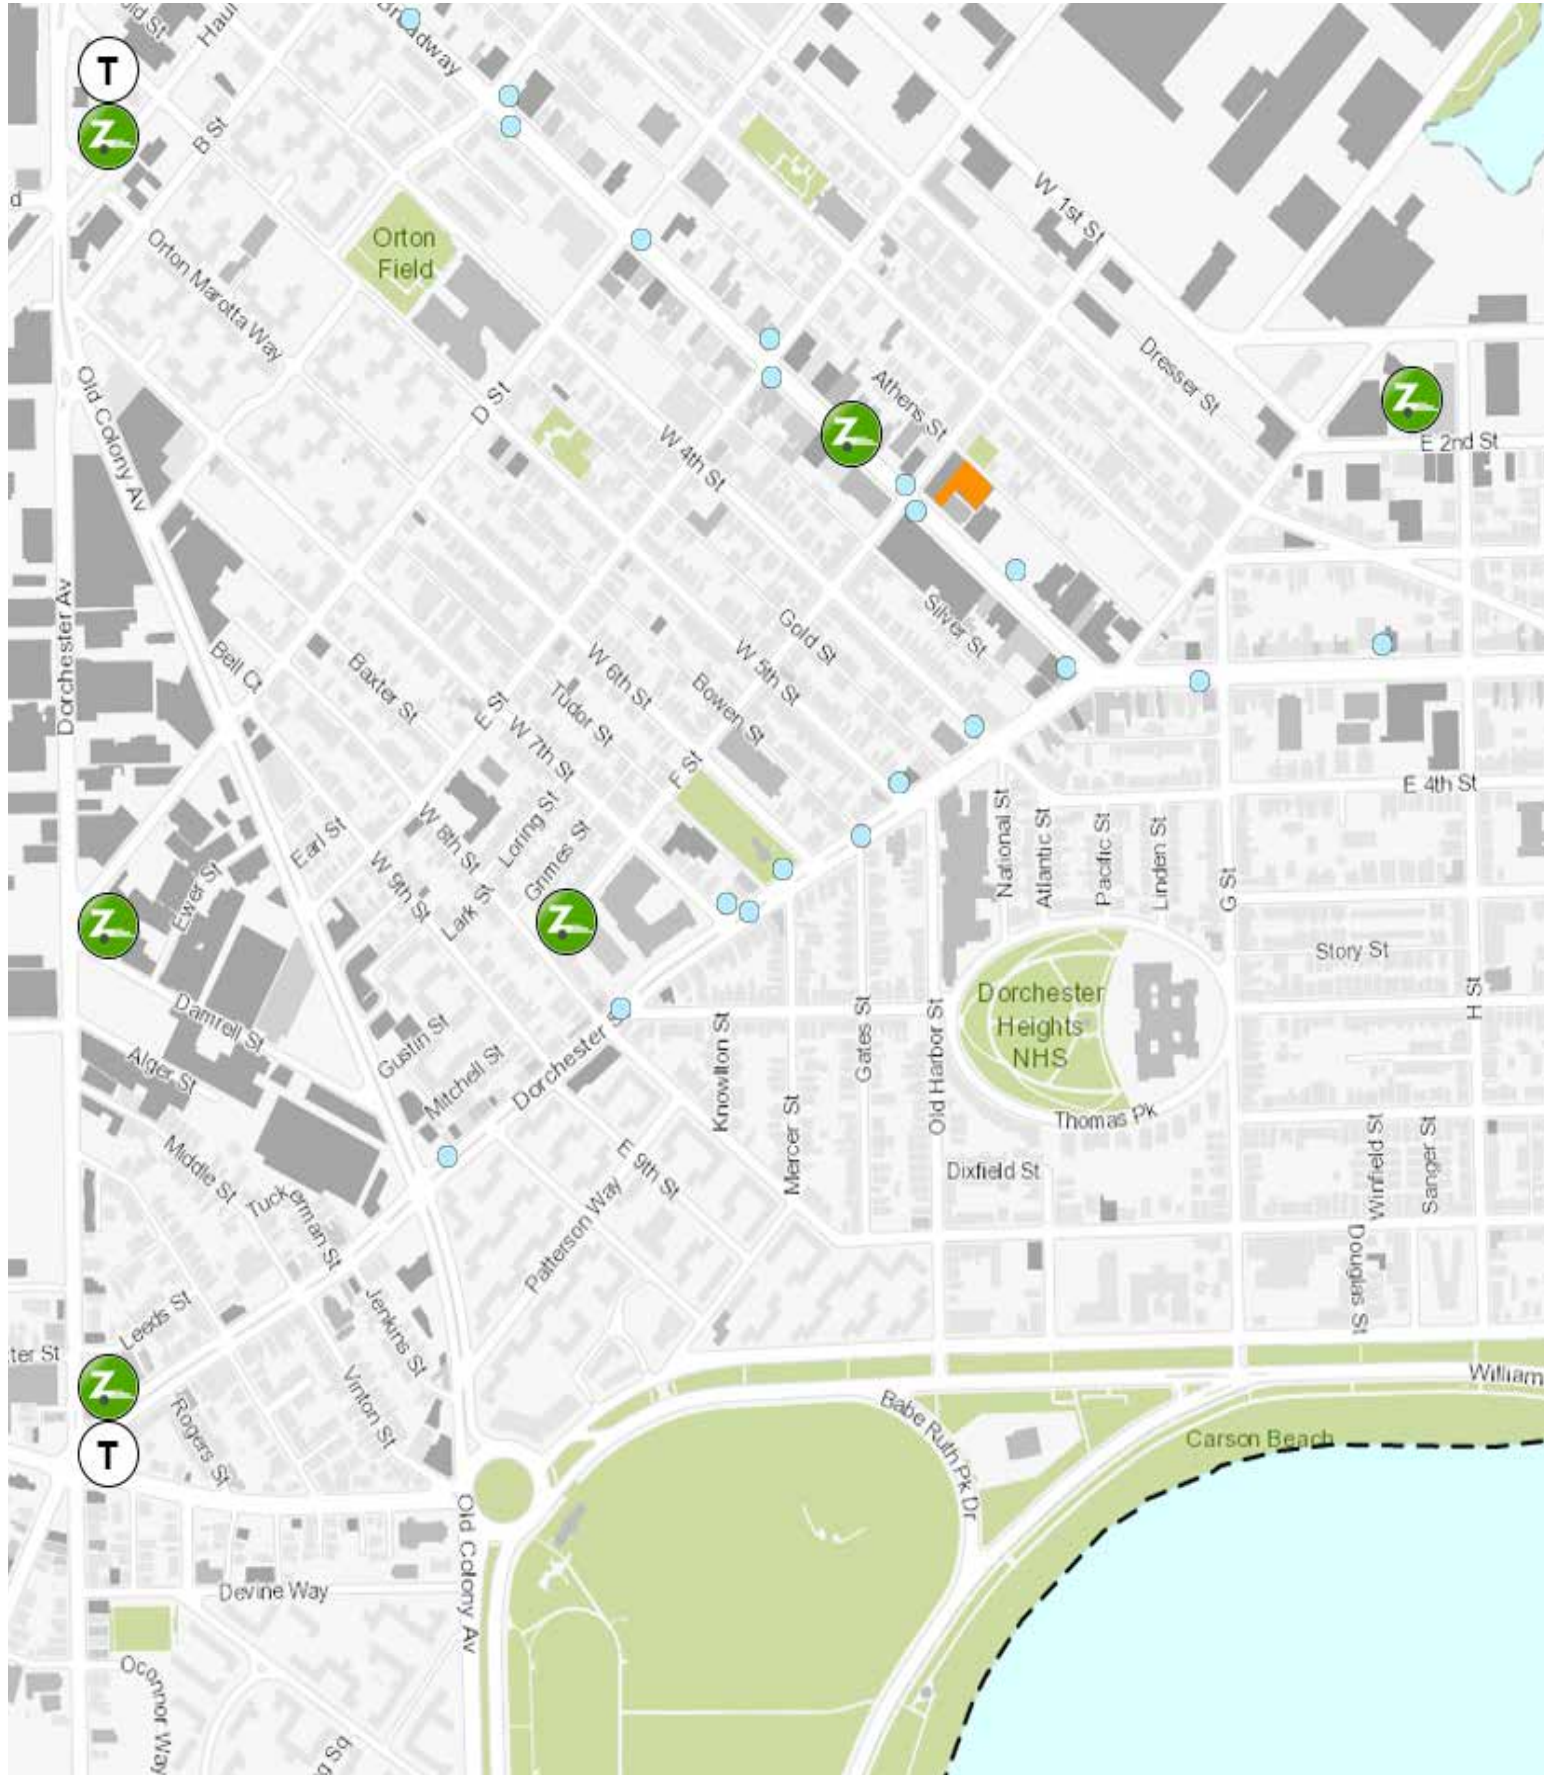 Broadway
T
Z
B St
d
W 1st St
Orton
Field
Orton Marotta Way
Dresser St
Athens St
Z
Z
Old Colony Av
D St
E 2nd St
W 4th St
Dorchester Av
Silver St
Gold St
W 5th St
Bell Ct
Baxter St
W 6th St
Tudor St
Bowen St
E St
W 7th St
F St
E 4th St
National St
Atlantic St
Pacific St
Linden St
G St
Earl St
W 8th St
Loring St
Grimes St
W 9th St
Lark St
Ewer St
Z
Z
Story St
Dorchester
Heights
NHS
H St
Damrell St
Gustin St
Alger St
Mitchell St
Dorchester S
Knowlton St
Gates St
Old Harbor St
Mercer St
Thomas Pk
Winfield St
Sanger St
Middle St
Tuckerman St
E 9th St
Dixfield St
Patterson Way
Douglas St
Leeds St
Jenkins St
ter St
Z
T
Rogers St
Vinton St
Babe Ruth Pk Dr
William
Carson Beach
Old Colony Av
Devine Way
Oconnor Way
g Sq